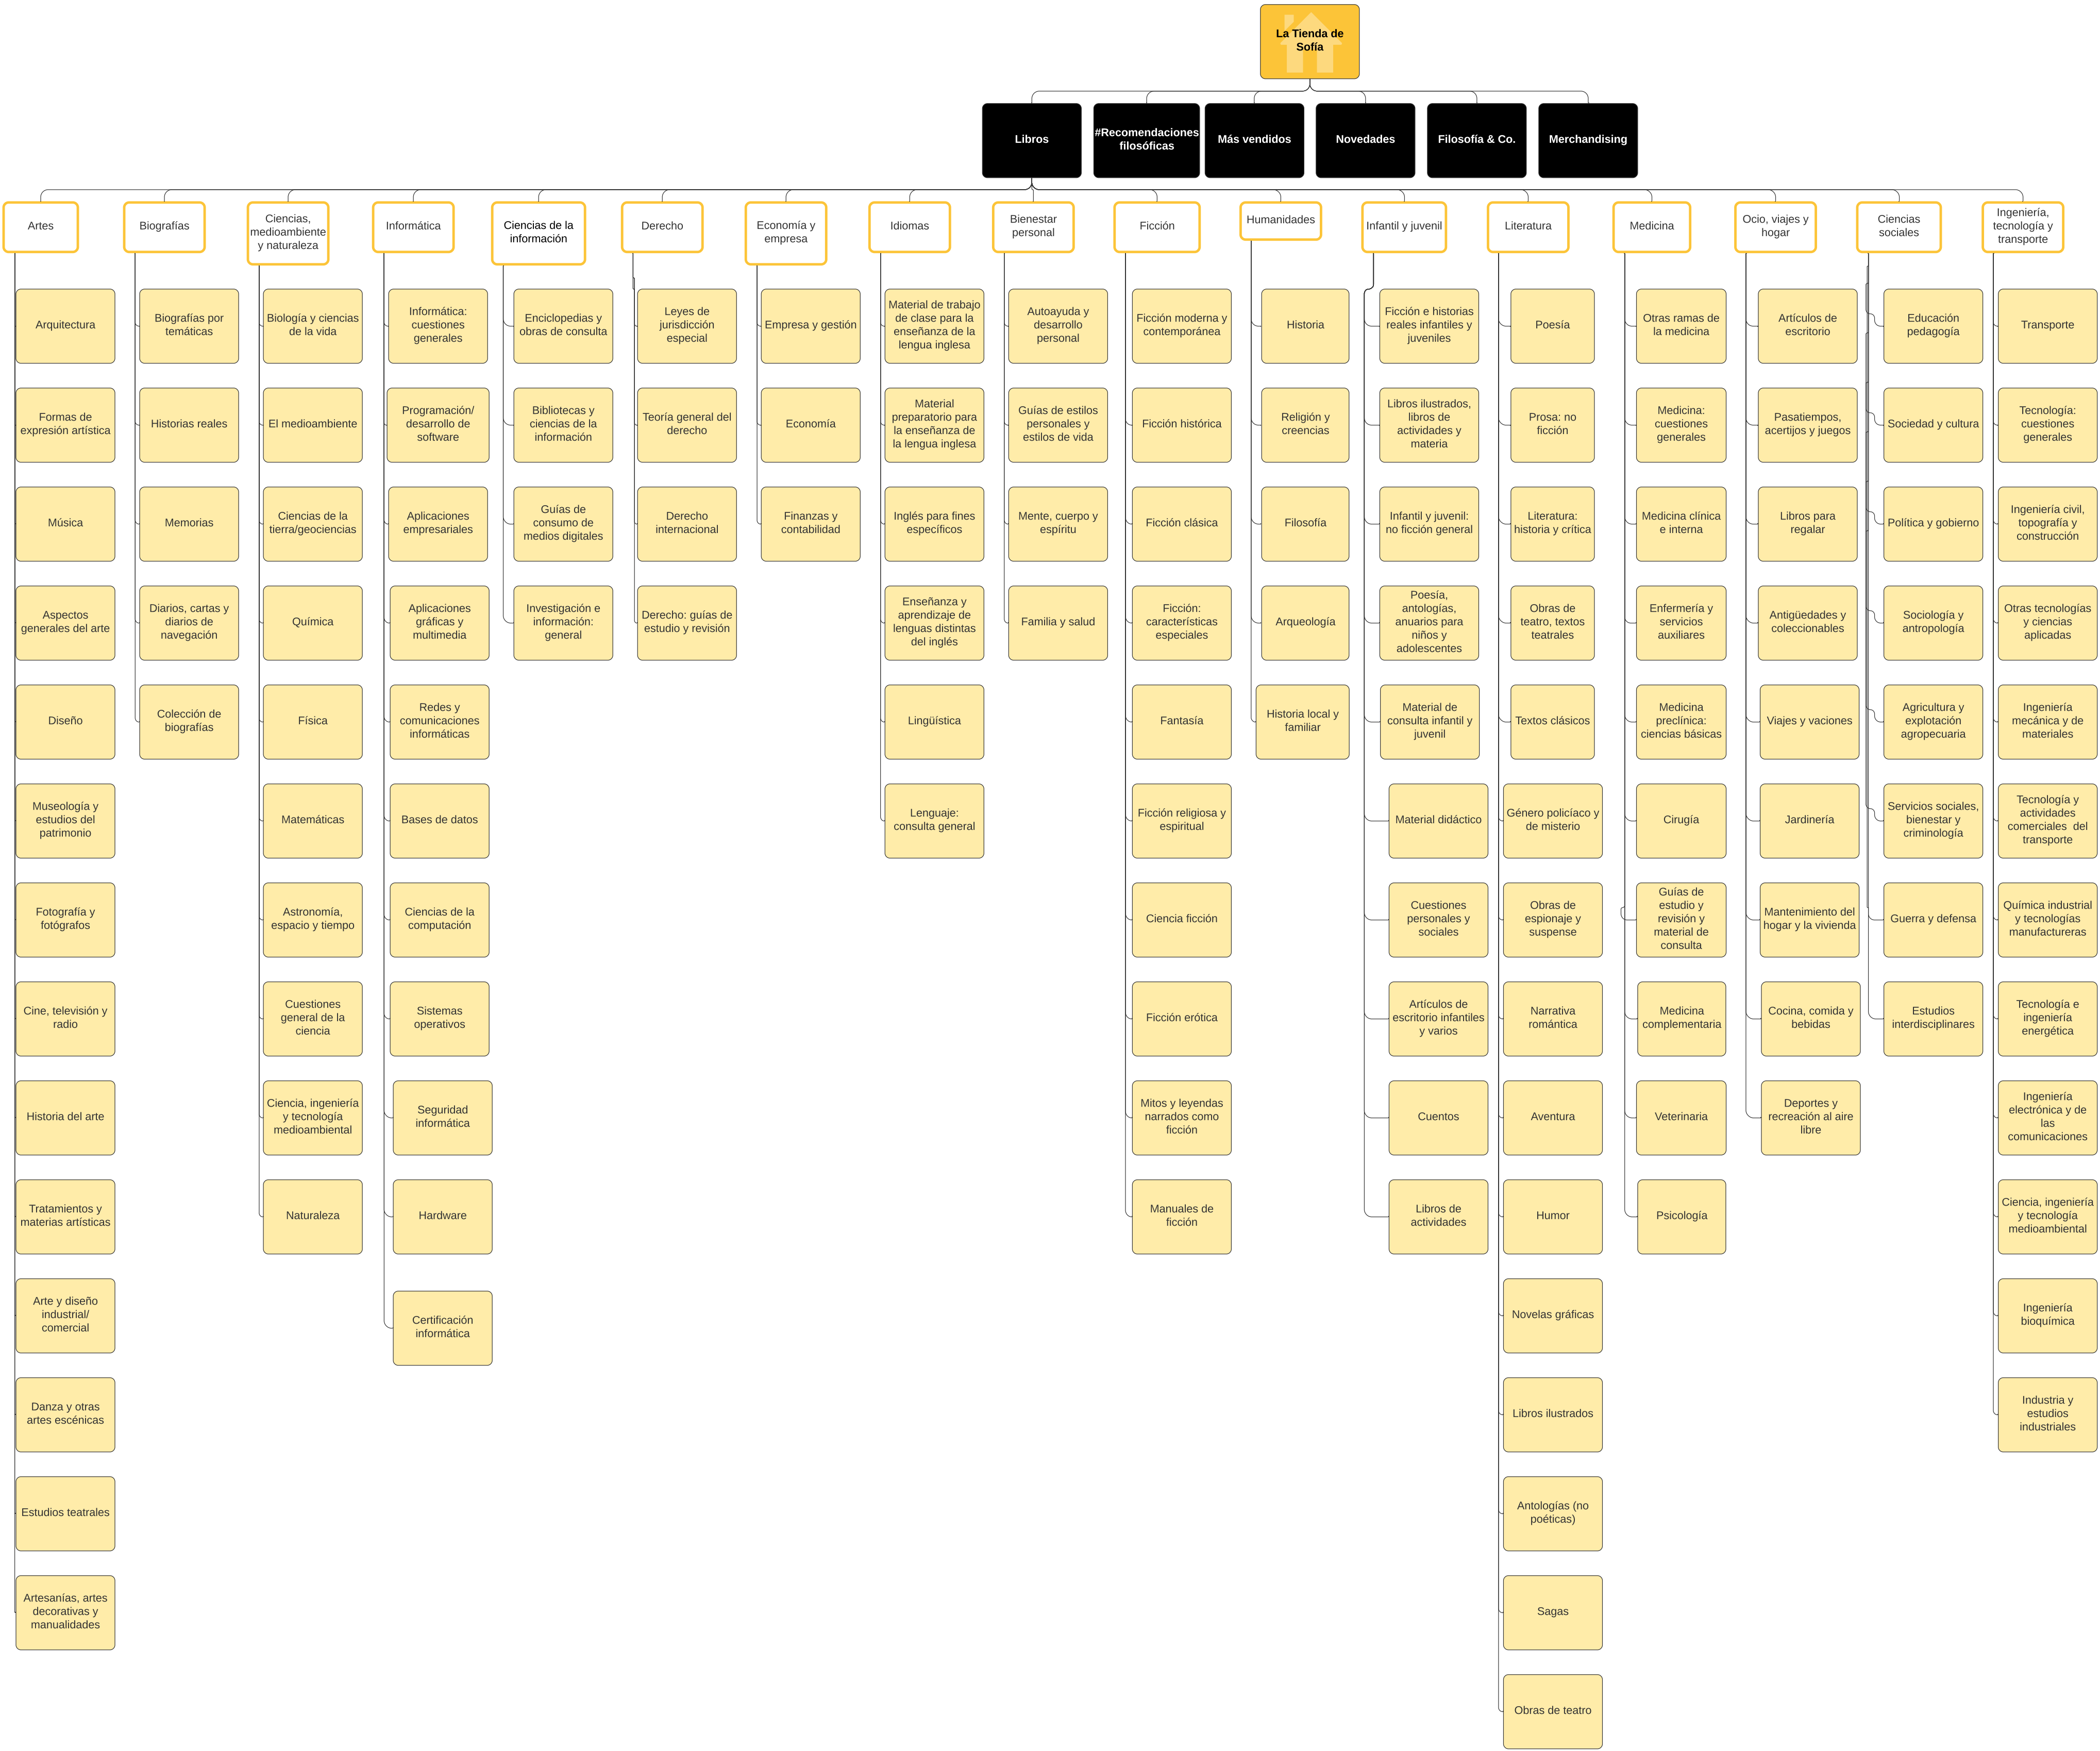 La Tienda de
Sofía
Libros
#Recomendaciones
filosóficas
Más vendidos
Novedades
Filosofía & Co.
Merchandising
Artes
Biografías
Ciencias,
medioambiente
y naturaleza
Informática
Ciencias de la
información
Derecho
Economía y
empresa
Idiomas
Bienestar
personal
Ficción
Humanidades
Infantil y juvenil
Literatura
Medicina
Ocio, viajes y
hogar
Ciencias
sociales
Ingeniería,
tecnología y
transporte
Arquitectura
Biografías por
temáticas
Biología y ciencias
de la vida
Informática:
cuestiones
generales
Enciclopedias y
obras de consulta
Leyes de
jurisdicción
especial
Empresa y gestión
Material de trabajo
de clase para la
enseñanza de la
lengua inglesa
Autoayuda y
desarrollo
personal
Ficción moderna y
contemporánea
Historia
Ficción e historias
reales infantiles y
juveniles
Poesía
Otras ramas de
la medicina
Artículos de
escritorio
Educación
pedagogía
Transporte
Formas de
expresión artística
Historias reales
El medioambiente
Programación/
desarrollo de
software
Bibliotecas y
ciencias de la
información
Teoría general del
derecho
Economía
Material
preparatorio para
la enseñanza de
la lengua inglesa
Guías de estilos
personales y
estilos de vida
Ficción histórica
Religión y
creencias
Libros ilustrados,
libros de
actividades y
materia
Prosa: no
ficción
Medicina:
cuestiones
generales
Pasatiempos,
acertijos y juegos
Sociedad y cultura
Tecnología:
cuestiones
generales
Música
Memorias
Ciencias de la
tierra/geociencias
Aplicaciones
empresariales
Guías de
consumo de
medios digitales
Derecho
internacional
Finanzas y
contabilidad
Inglés para fines
específicos
Mente, cuerpo y
espíritu
Ficción clásica
Filosofía
Infantil y juvenil:
no ficción general
Literatura:
historia y crítica
Medicina clínica
e interna
Libros para
regalar
Política y gobierno
Ingeniería civil,
topografía y
construcción
Aspectos
generales del arte
Diarios, cartas y
diarios de
navegación
Química
Aplicaciones
gráficas y
multimedia
Investigación e
información:
general
Derecho: guías de
estudio y revisión
Enseñanza y
aprendizaje de
lenguas distintas
del inglés
Familia y salud
Ficción:
características
especiales
Arqueología
Poesía,
antologías,
anuarios para
niños y
adolescentes
Obras de
teatro, textos
teatrales
Enfermería y
servicios
auxiliares
Antigüedades y
coleccionables
Sociología y
antropología
Otras tecnologías
y ciencias
aplicadas
Diseño
Colección de
biografías
Física
Redes y
comunicaciones
informáticas
Lingüística
Fantasía
Historia local y
familiar
Material de
consulta infantil y
juvenil
Textos clásicos
Medicina
preclínica:
ciencias básicas
Viajes y vaciones
Agricultura y
explotación
agropecuaria
Ingeniería
mecánica y de
materiales
Museología y
estudios del
patrimonio
Matemáticas
Bases de datos
Lenguaje:
consulta general
Ficción religiosa y
espiritual
Material didáctico
Género policíaco y
de misterio
Cirugía
Jardinería
Servicios sociales,
bienestar y
criminología
Tecnología y
actividades
comerciales  del
transporte
Fotografía y
fotógrafos
Astronomía,
espacio y tiempo
Ciencias de la
computación
Ciencia ficción
Cuestiones
personales y
sociales
Obras de
espionaje y
suspense
Guías de
estudio y
revisión y
material de
consulta
Mantenimiento del
hogar y la vivienda
Guerra y defensa
Química industrial
y tecnologías
manufactureras
Cine, televisión y
radio
Cuestiones
general de la
ciencia
Sistemas
operativos
Ficción erótica
Artículos de
escritorio infantiles
y varios
Narrativa
romántica
Medicina
complementaria
Cocina, comida y
bebidas
Estudios
interdisciplinares
Tecnología e
ingeniería
energética
Historia del arte
Ciencia, ingeniería
y tecnología
medioambiental
Seguridad
informática
Mitos y leyendas
narrados como
ficción
Cuentos
Aventura
Veterinaria
Deportes y
recreación al aire
libre
Ingeniería
electrónica y de
las
comunicaciones
Tratamientos y
materias artísticas
Naturaleza
Hardware
Manuales de
ficción
Libros de
actividades
Humor
Psicología
Ciencia, ingeniería
y tecnología
medioambiental
Arte y diseño
industrial/
comercial
Certificación
informática
Novelas gráficas
Ingeniería
bioquímica
Danza y otras
artes escénicas
Libros ilustrados
Industria y
estudios
industriales
Estudios teatrales
Antologías (no
poéticas)
Artesanías, artes
decorativas y
manualidades
Sagas
Obras de teatro